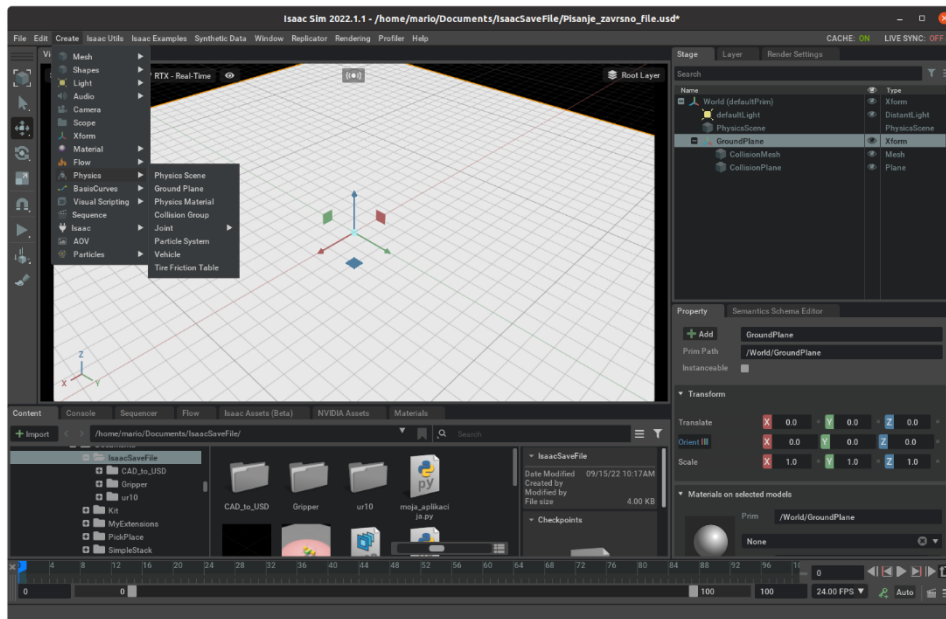 Isaac Sim 2022.1.1 - /home/mario/Documents/IsaacSaveFile/Pisanje_zavrsno_file.usd*
File Edit Create Isaac Utils Isaac Examples Synthetic Data Window Replicator Rendering Profiler Help CACHE: ON LIVE SYNC: OFF
Mesh
Shapes
Light
Audio
Camera
Scope
Xform
Material
Flow
Physics
BasisCurves
Visual Scripting
Sequence
Isaac
AOV
Particles
Physics Scene
Ground Plane
Physics Material
Collision Group
Joint
Particle System
Vehicle
Tire Friction Table
RTX - Real-Time
Root Layer
Z
X Y
Stage Layer Render Settings
Search
Name Type
World (defaultPrim) Xform
defaultLight DistantLight
PhysicsScene PhysicsScene
GroundPlane Xform
CollisionMesh Mesh
CollisionPlane Plane
Property Semantics Schema Editor
Add GroundPlane
Prim Path /World/GroundPlane
Instanceable
Transform
Translate X 0.0 Y 0.0 Z 0.0
Orient X 0.0 Y 0.0 Z 0.0
Scale X 1.0 Y 1.0 Z 1.0
Materials on selected models
Prim /World/GroundPlane
None
Content Console Sequencer Flow Isaac Assets (Beta) NVIDIA Assets Materials
Import /home/mario/Documents/IsaacSaveFile/ Search
IsaacSaveFile
CAD_to_USD
Gripper
ur10
Kit
MyExtensions
PickPlace
SimpleStack
CAD_to_USD Gripper ur10 moja_aplikaci
ja.py
IsaacSaveFile
Date Modified 09/15/22 10:17AM
Created by
Modified by
File size 4.00 KB
Checkpoints
4 8 12 16 20 24 28 32 36 40 44 48 52 56 60 64 68 72 76 80 84 88 92 96
0
0 0 100 100 24.00 FPS Auto